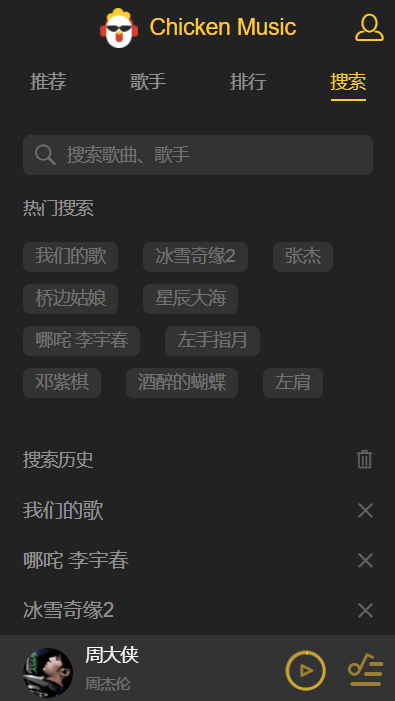 Chicken Music
推荐 歌手 排行 搜索
搜索歌曲、歌手
热门搜索
我们的歌 冰雪奇缘2 张杰
桥边姑娘 星辰大海
哪咤 李宇春 左手指月
邓紫棋 酒醉的蝴蝶 左肩
搜索历史
我们的歌
哪咤 李宇春
冰雪奇缘2
周大侠
周杰伦